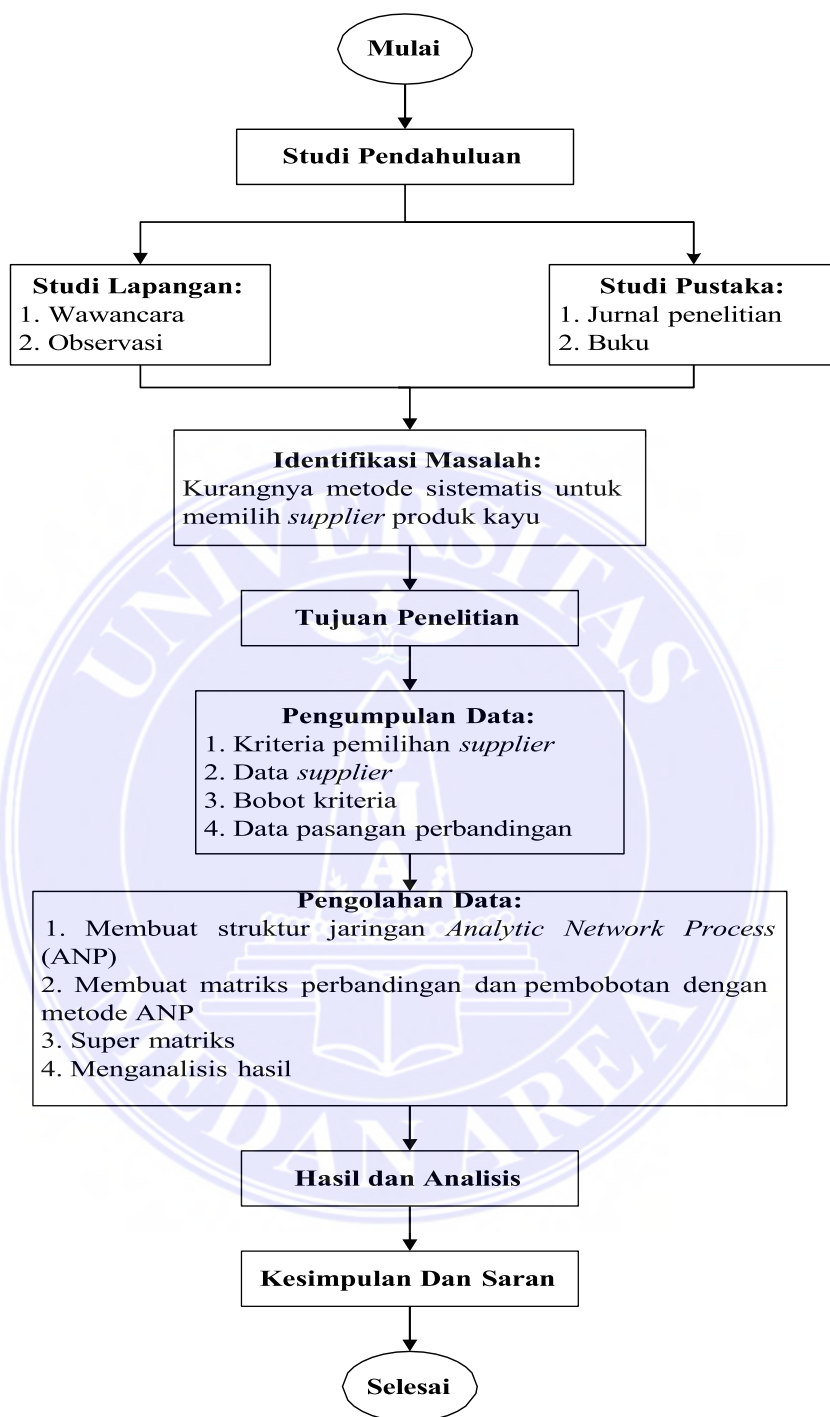 Mulai
Studi Pendahuluan
Studi Lapangan:
1. Wawancara
2. Observasi
Studi Pustaka:
1. Jurnal penelitian
2. Buku
Identifikasi Masalah:
Kurangnya metode sistematis untuk
memilih supplier produk kayu
Tujuan Penelitian
Pengumpulan Data:
1. Kriteria pemilihan supplier
2. Data supplier
3. Bobot kriteria
4. Data pasangan perbandingan
Pengolahan Data:
1. Membuat struktur jaringan Analytic Network Process
(ANP)
2. Membuat matriks perbandingan dan pembobotan dengan
metode ANP
3. Super matriks
4. Menganalisis hasil
Hasil dan Analisis
Kesimpulan Dan Saran
Selesai
UNIVERSITAS
UMA
MEDAN AREA